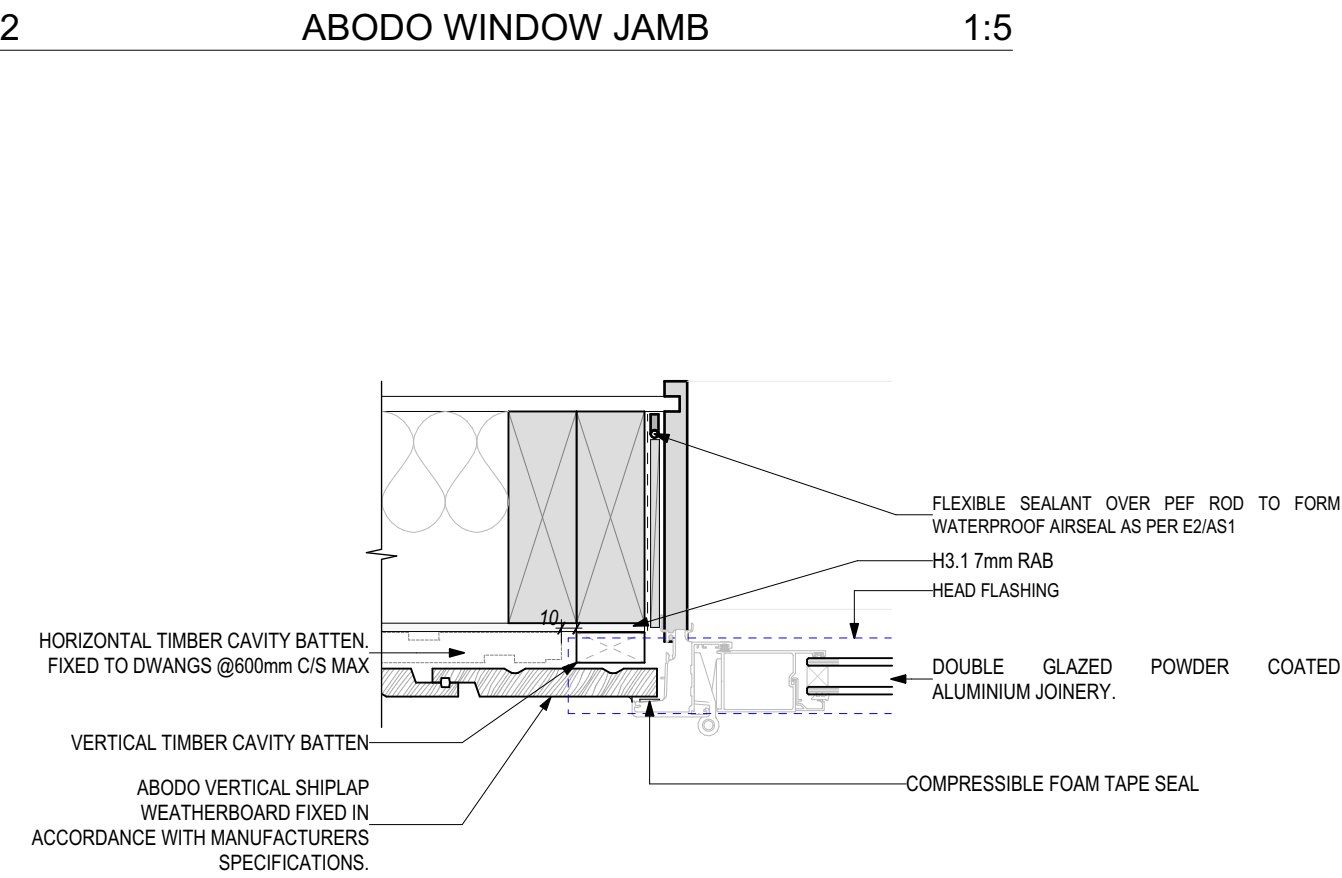 2
ABODO WINDOW JAMB
1:5
FLEXIBLE SEALANT OVER PEF ROD TO FORM
WATERPROOF AIRSEAL AS PER E2/AS1
H3.1 7mm RAB
HEAD FLASHING
10
HORIZONTAL TIMBER CAVITY BATTEN.
FIXED TO DWANGS @600mm C/S MAX
DOUBLE GLAZED POWDER COATED
ALUMINIUM JOINERY.
VERTICAL TIMBER CAVITY BATTEN
COMPRESSIBLE FOAM TAPE SEAL
ABODO VERTICAL SHIPLAP
WEATHERBOARD FIXED IN
ACCORDANCE WITH MANUFACTURERS
SPECIFICATIONS.